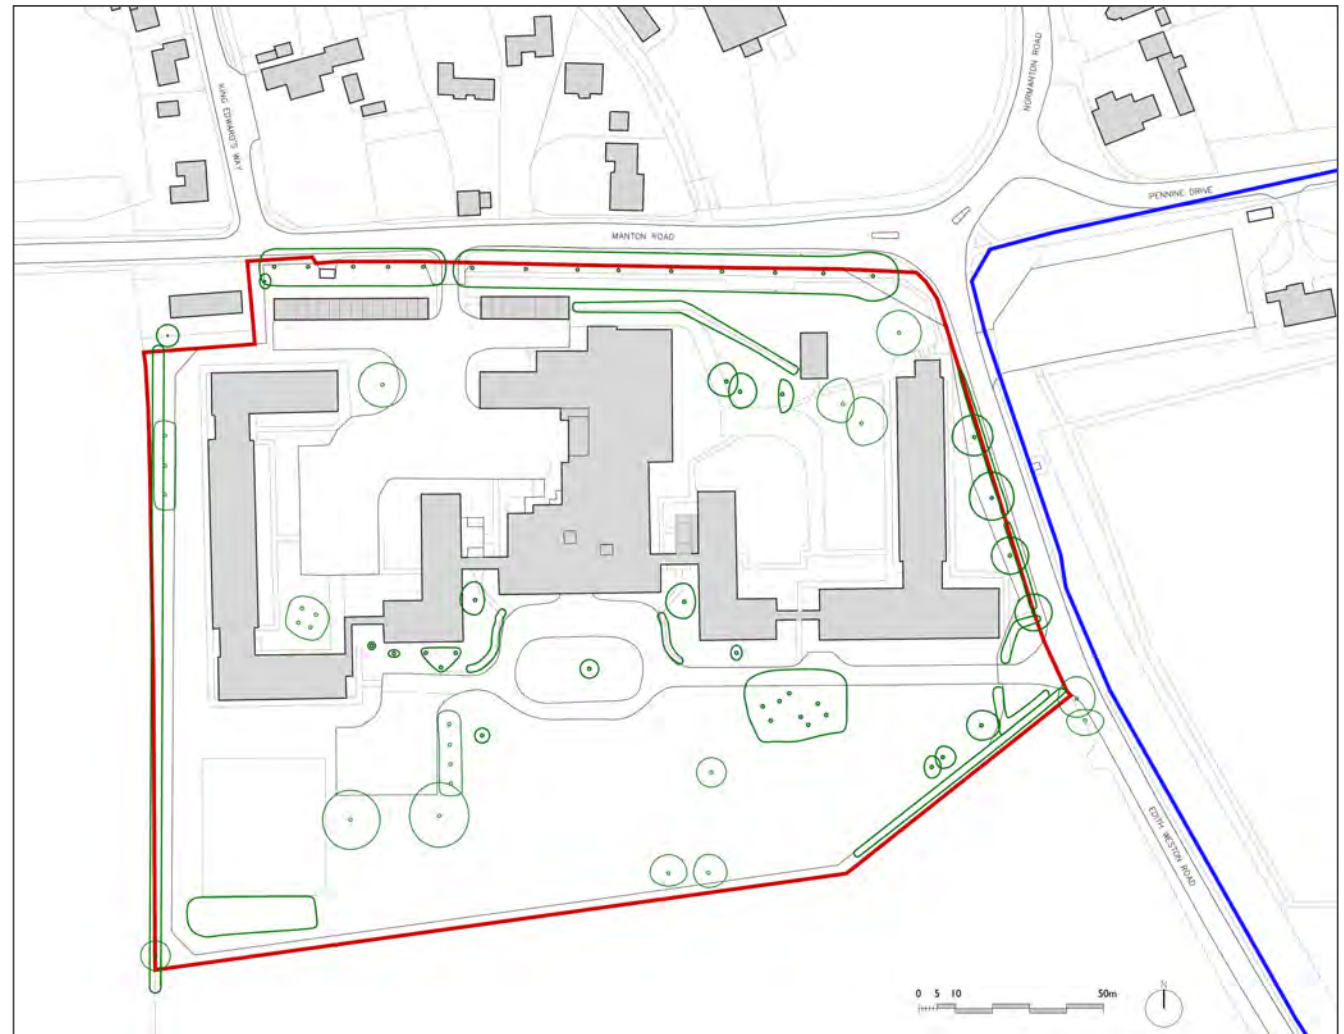 NORMANTON ROAD
KING EDWARD'S WAY
PENNINE DRIVE
MANTON ROAD
EDITH WESTON ROAD
0 5 10 50m
N